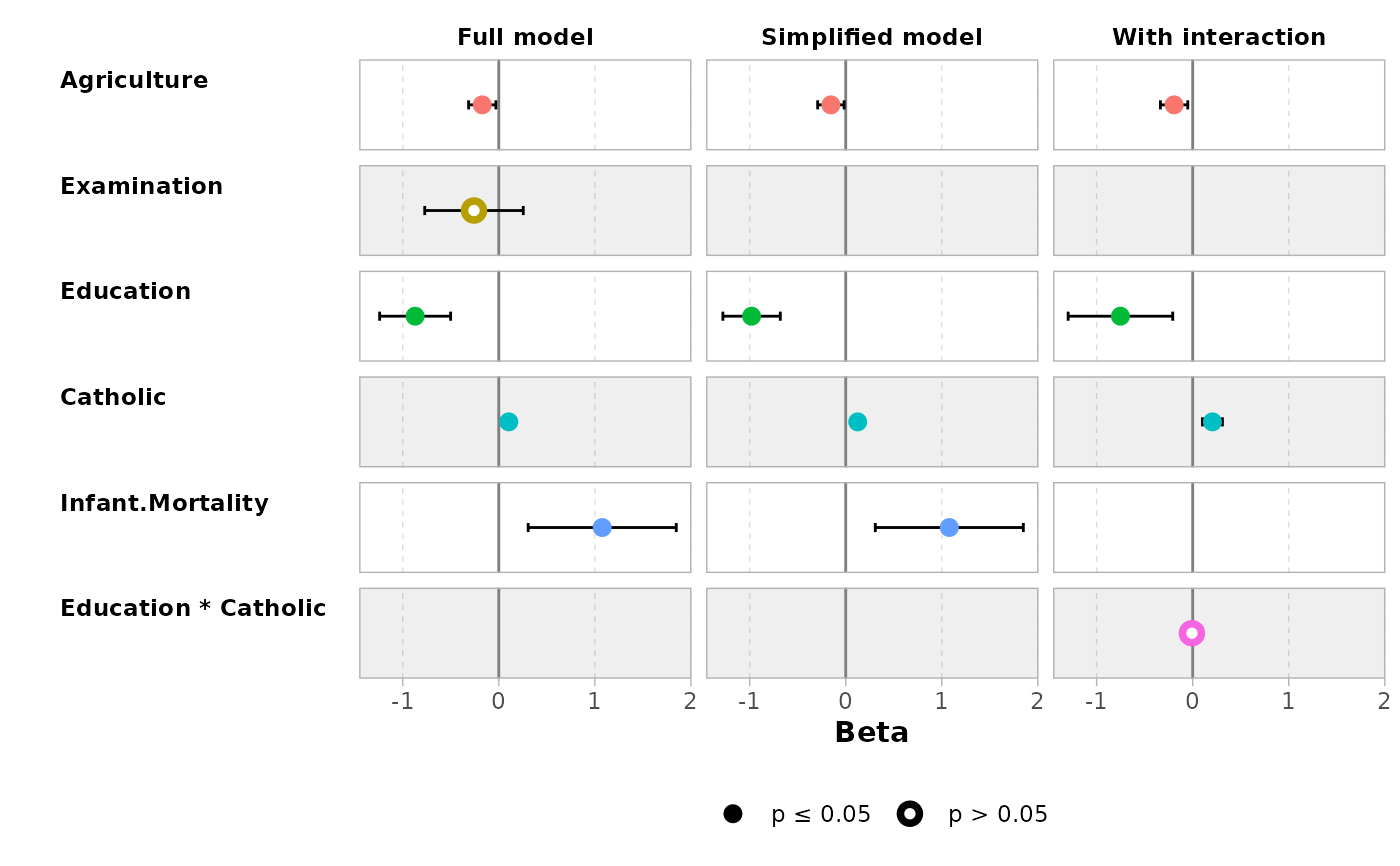 Full model Simplified model With interaction
Agriculture
Examination
Education
Catholic
Infant.Mortality
Education * Catholic
-1 0 1 2 -1 0 1 2 -1 0 1 2
Beta
p ≤ 0.05 p > 0.05